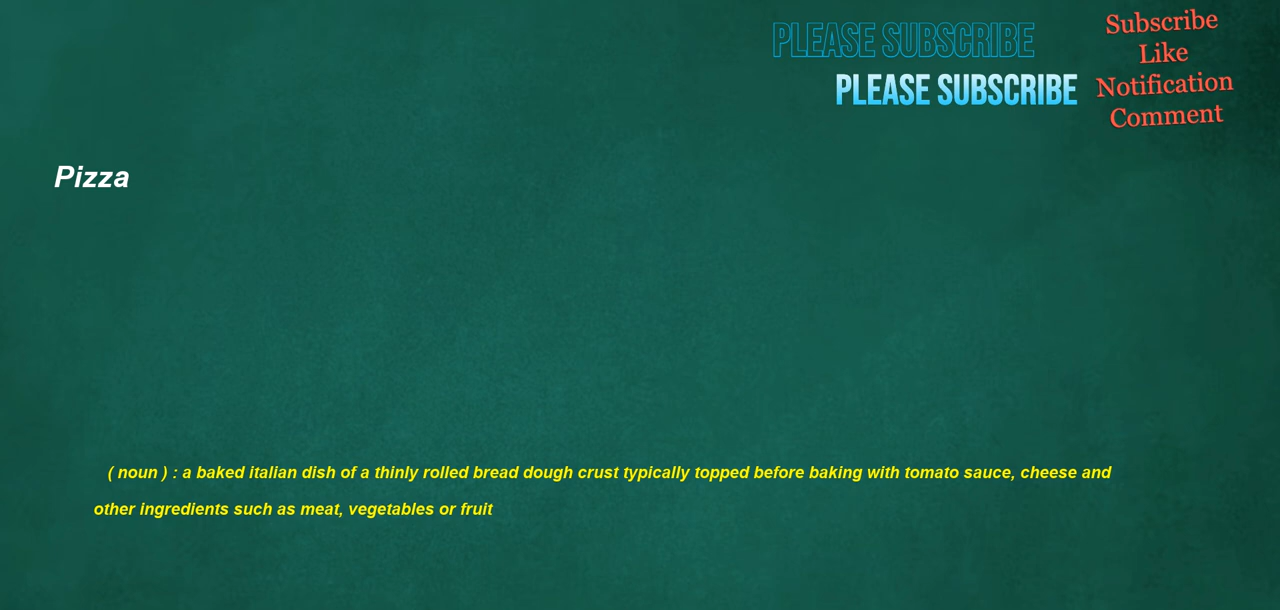 PLEASE SUBSCRIBE
PLEASE SUBSCRIBE
Subscribe
Like
Notification
Comment
Pizza
( noun ) : a baked italian dish of a thinly rolled bread dough crust typically topped before baking with tomato sauce, cheese and
other ingredients such as meat, vegetables or fruit